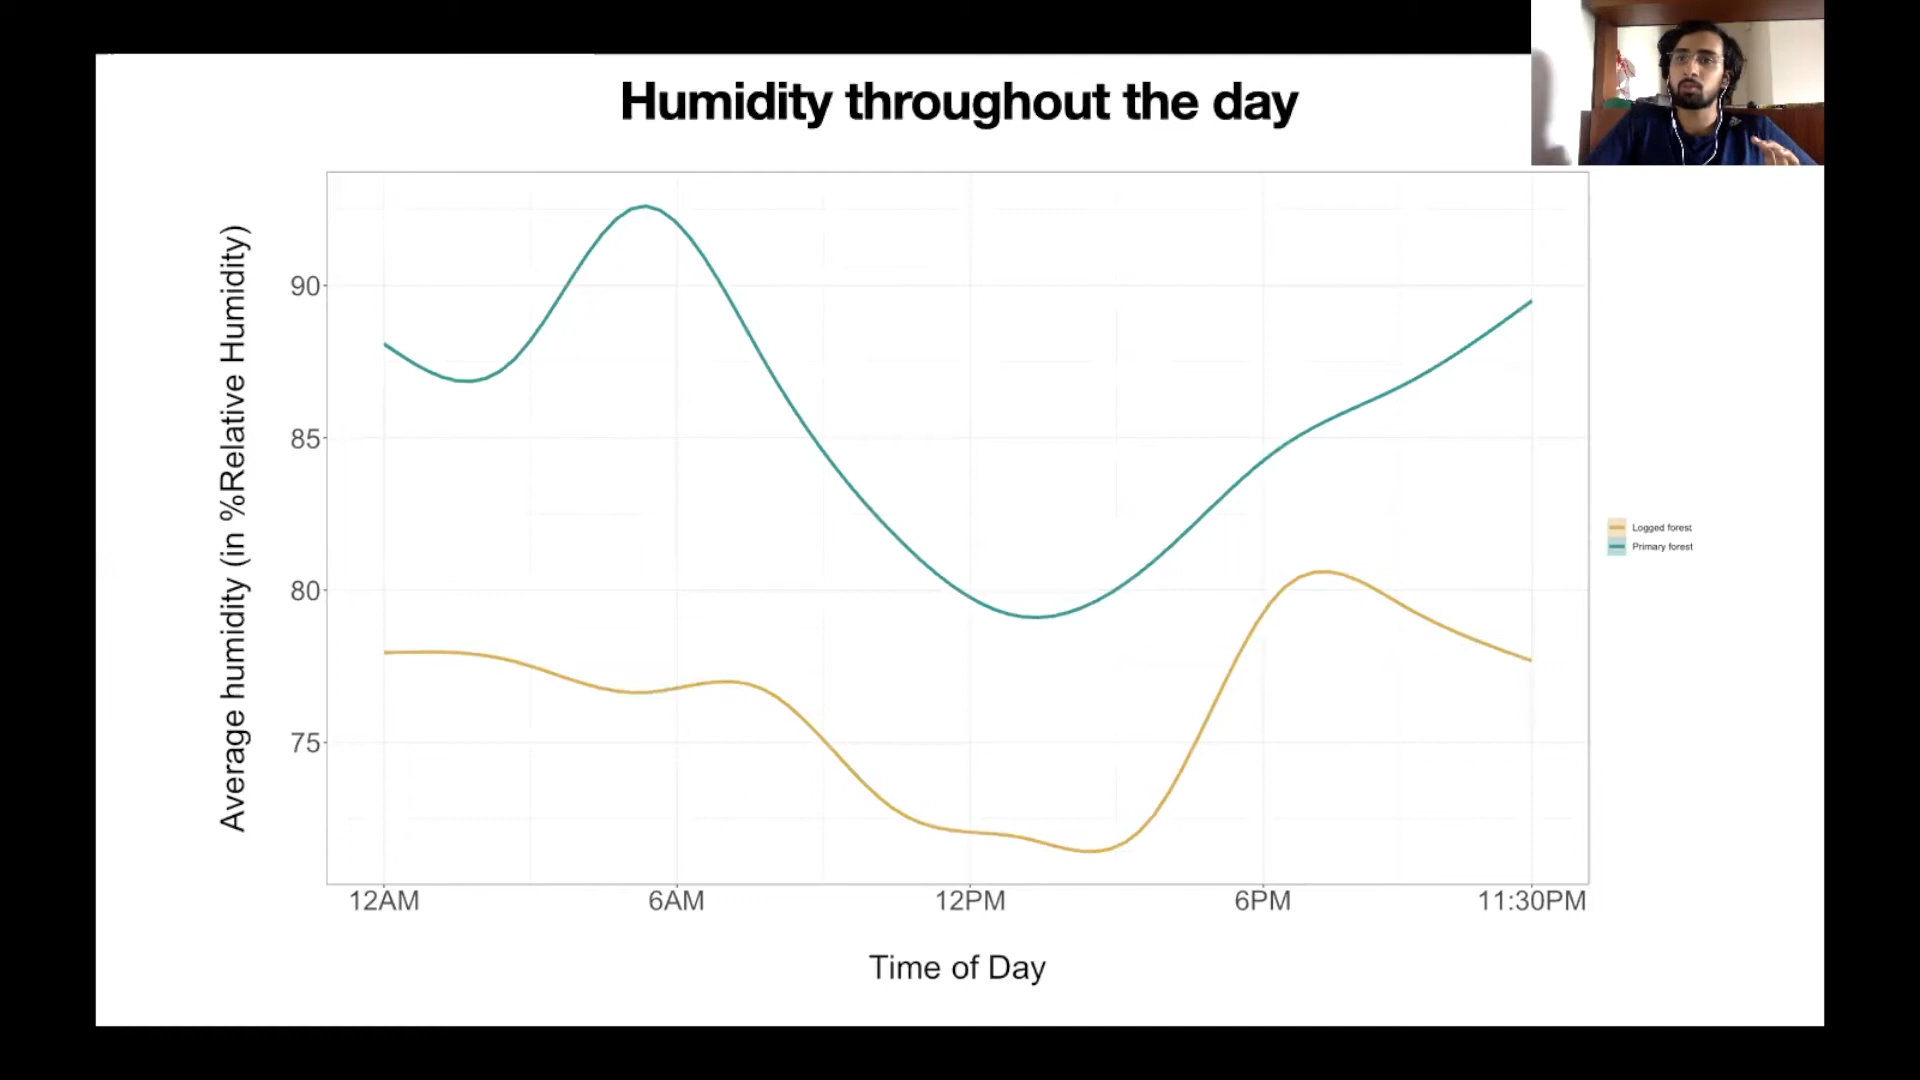 Humidity throughout the day
Average humidity (in %Relative Humidity)
90
85
80
75
12AM 6AM 12PM 6PM 11:30PM
Time of Day
Logged forest
Primary forest